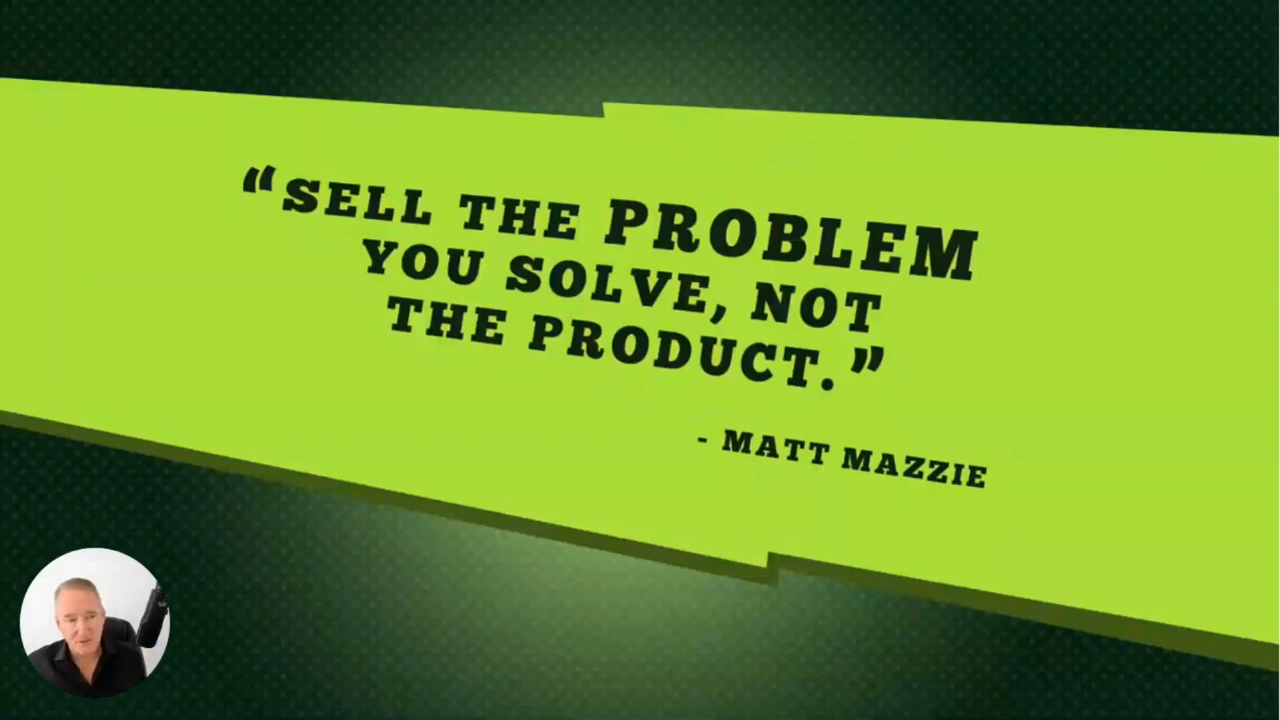 “SELL THE PROBLEM
YOU SOLVE, NOT
THE PRODUCT.”
- MATT MAZZIE